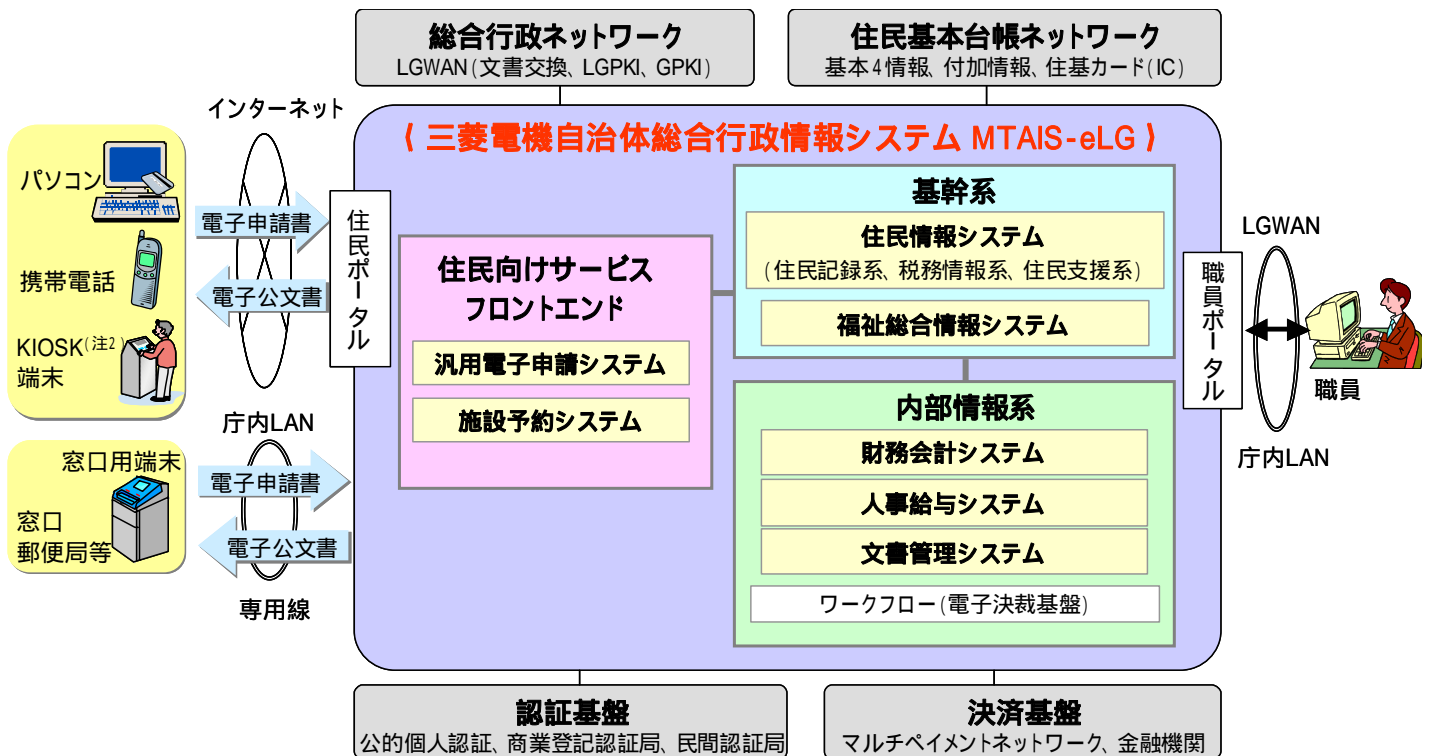 総合行政ネットワーク
LGWAN(文書交換、LGPKI、GPKI)
住民基本台帳ネットワーク
基本4情報、付加情報、住基カード(IC)
インターネット
パソコン
携帯電話
KIOSK(注2)
端末
電子申請書
電子公文書
住民ポータル
庁内LAN
窓口用端末
窓口
郵便局等
電子申請書
電子公文書
専用線
⟨三菱電機自治体総合行政情報システム MTAIS-eLG⟩
住民向けサービス
フロントエンド
汎用電子申請システム
施設予約システム
基幹系
住民情報システム
(住民記録系、税務情報系、住民支援系)
福祉総合情報システム
内部情報系
財務会計システム
人事給与システム
文書管理システム
ワークフロー(電子決裁基盤)
職員ポータル
LGWAN
職員
庁内LAN
認証基盤
公的個人認証、商業登記認証局、民間認証局
決済基盤
マルチペイメントネットワーク、金融機関